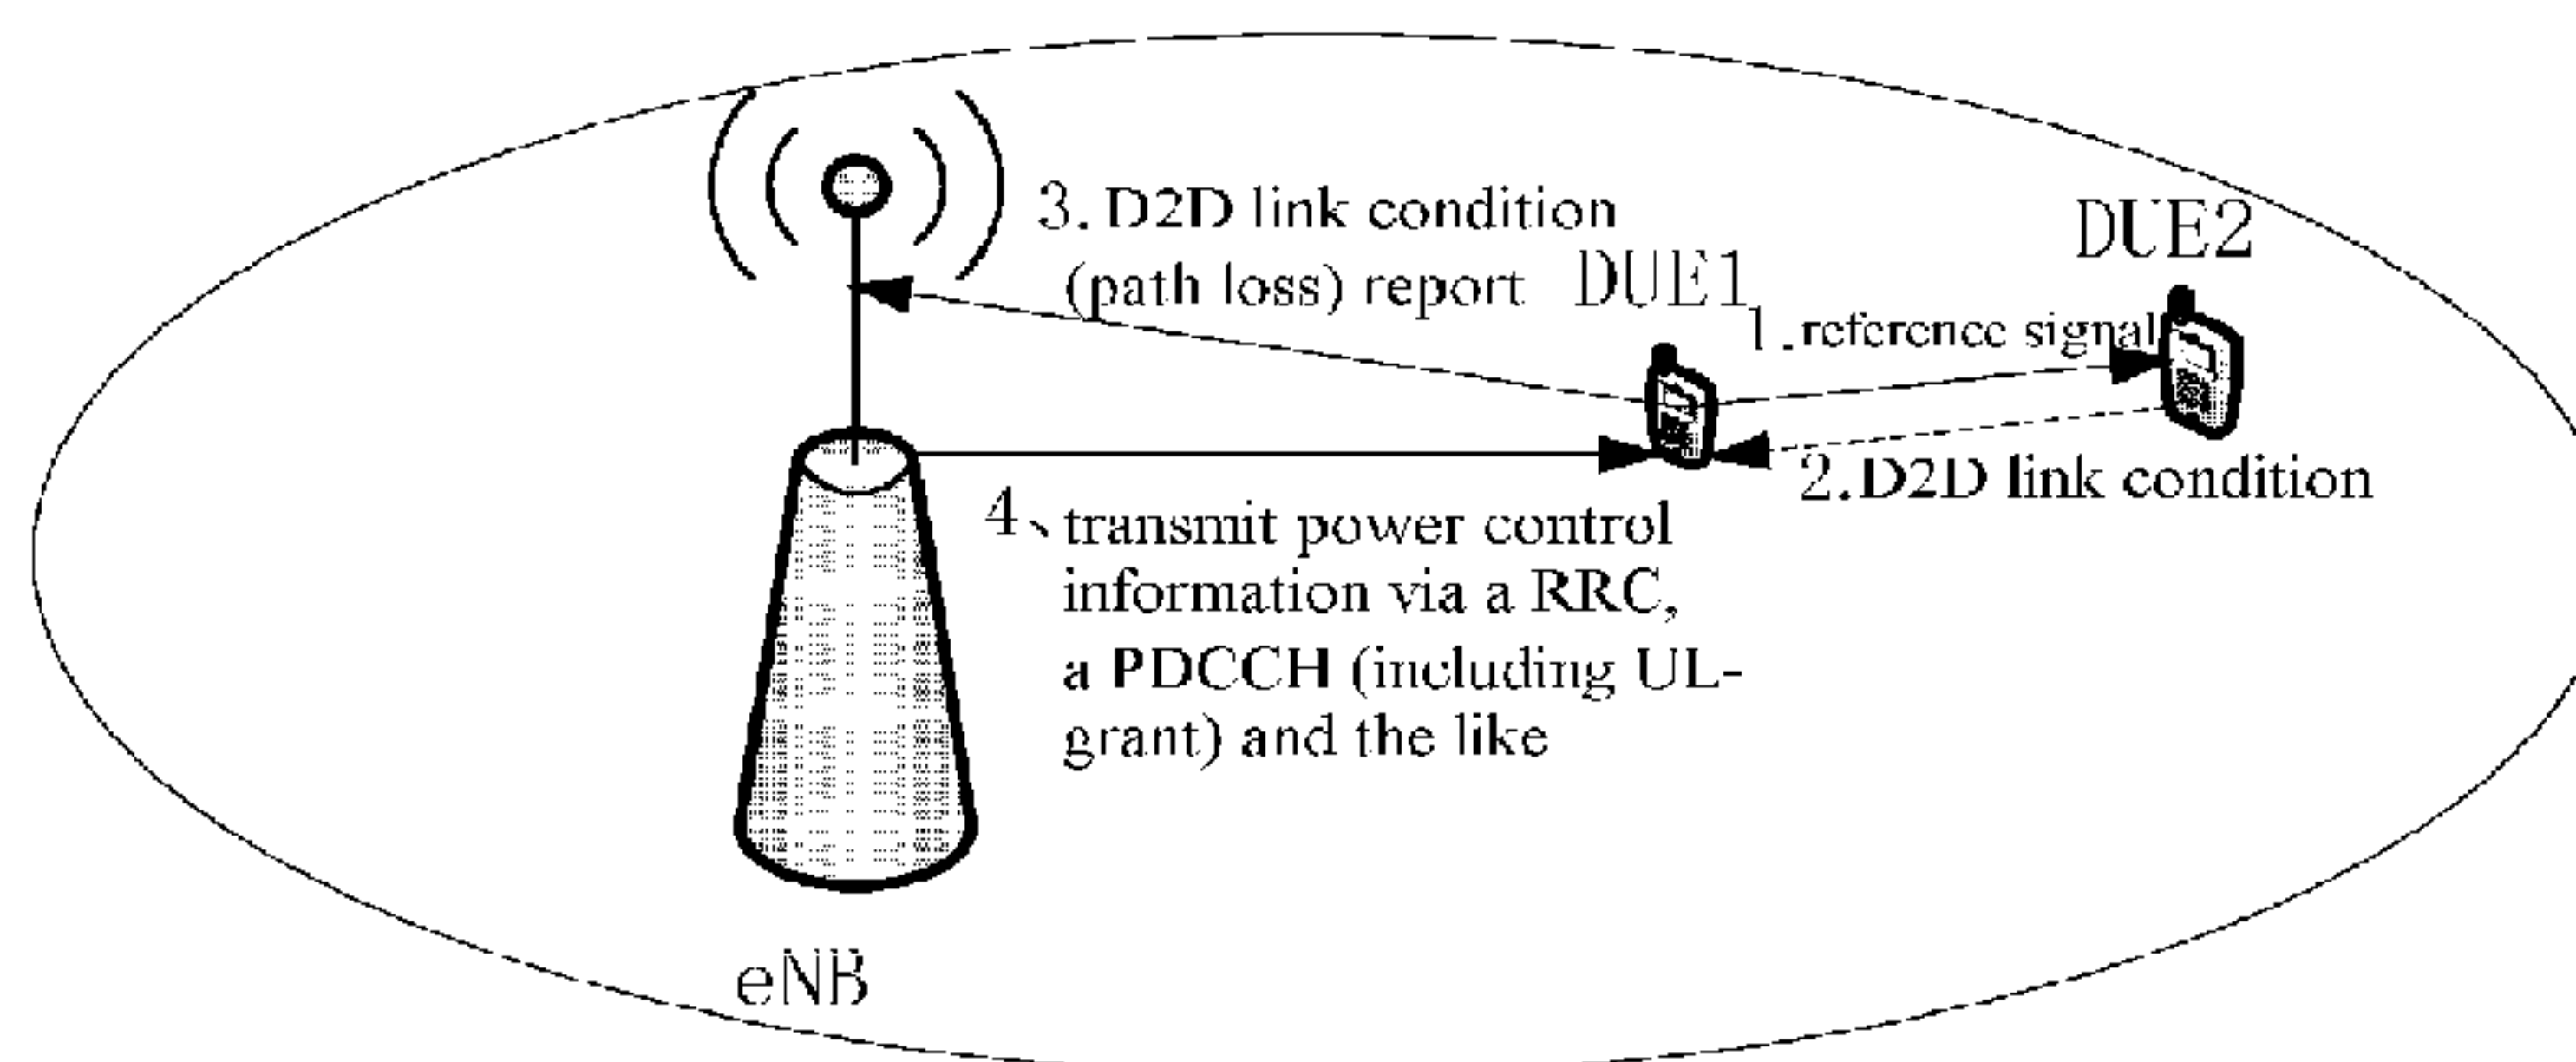 3. D2D link condition
(path loss) report
DUE1
DUE2
1.reference signal
2.D2D link condition
4、transmit power control
information via a RRC,
a PDCCH (including UL-
grant) and the like
eNB